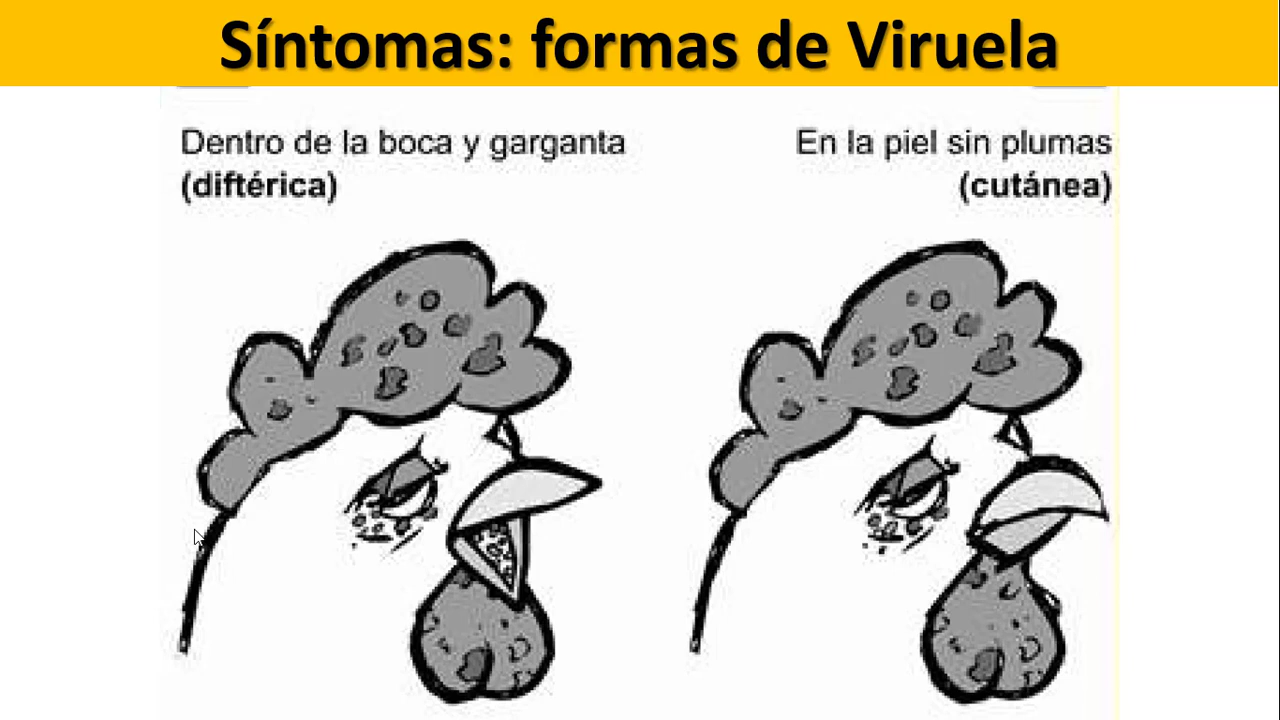 Síntomas: formas de Viruela
Dentro de la boca y garganta
(diftérica)
En la piel sin plumas
(cutánea)